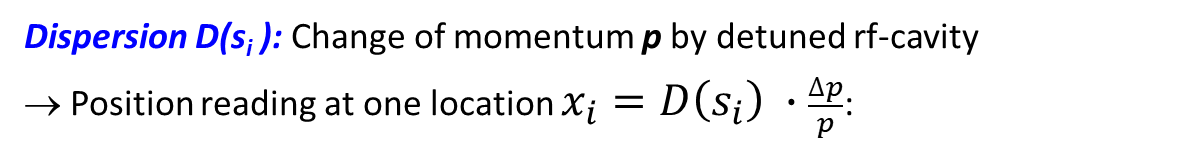 Dispersion D(sᵢ): Change of momentum p by detuned rf-cavity
→ Position reading at one location xᵢ = D(sᵢ) · Δp/p: